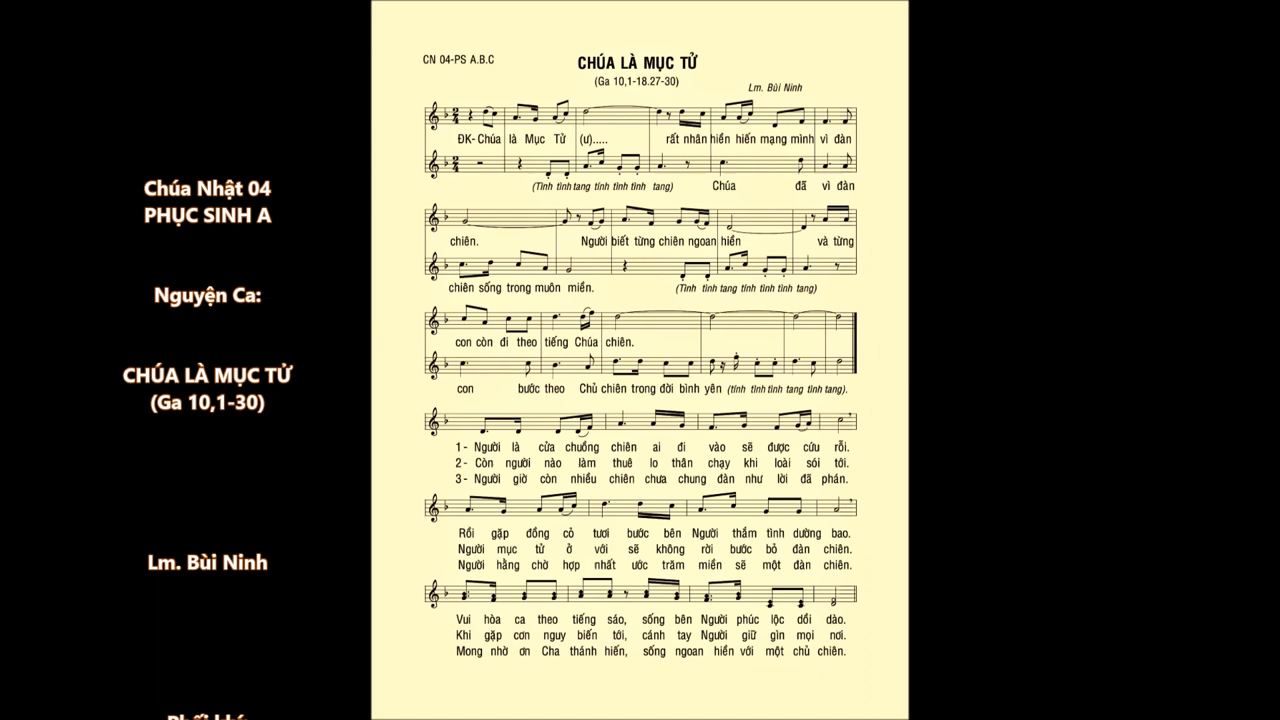 Chúa Nhật 04
PHỤC SINH A
Nguyện Ca:
CHÚA LÀ MỤC TỬ
(Ga 10,1-30)
Lm. Bùi Ninh
CN 04-PS A.B.C
CHÚA LÀ MỤC TỬ
(Ga 10,1-18.27-30)
Lm. Bùi Ninh
ĐK- Chúa là Mục Tử (ư)..... rất nhân hiền hiến mạng mình vì đàn
(Tình tình tang tính tình tình tang) Chúa đã vì đàn
chiên. Người biết từng chiên ngoan hiền và từng
chiên sống trong muôn miền. (Tình tình tang tính tình tình tang)
con còn đi theo tiếng Chúa chiên.
con bước theo Chủ chiên trong đời bình yên (tính tình tình tang tình tang).
1- Người là cửa chuồng chiên ai đi vào sẽ được cứu rỗi.
2- Còn người nào làm thuê lo thân chạy khi loài sói tới.
3- Người giờ còn nhiều chiên chưa chung đàn như lời đã phán.
Rồi gặp đồng cỏ tươi bước bên Người thắm tình dường bao.
Người mục tử ở với sẽ không rời bước bỏ đàn chiên.
Người hằng chờ hợp nhất ước trăm miền sẽ một đàn chiên.
Vui hòa ca theo tiếng sáo, sống bên Người phúc lộc dồi dào.
Khi gặp cơn nguy biến tới, cánh tay Người giữ gìn mọi nơi.
Mong nhờ ơn Cha thánh hiến, sống ngoan hiền với một chủ chiên.